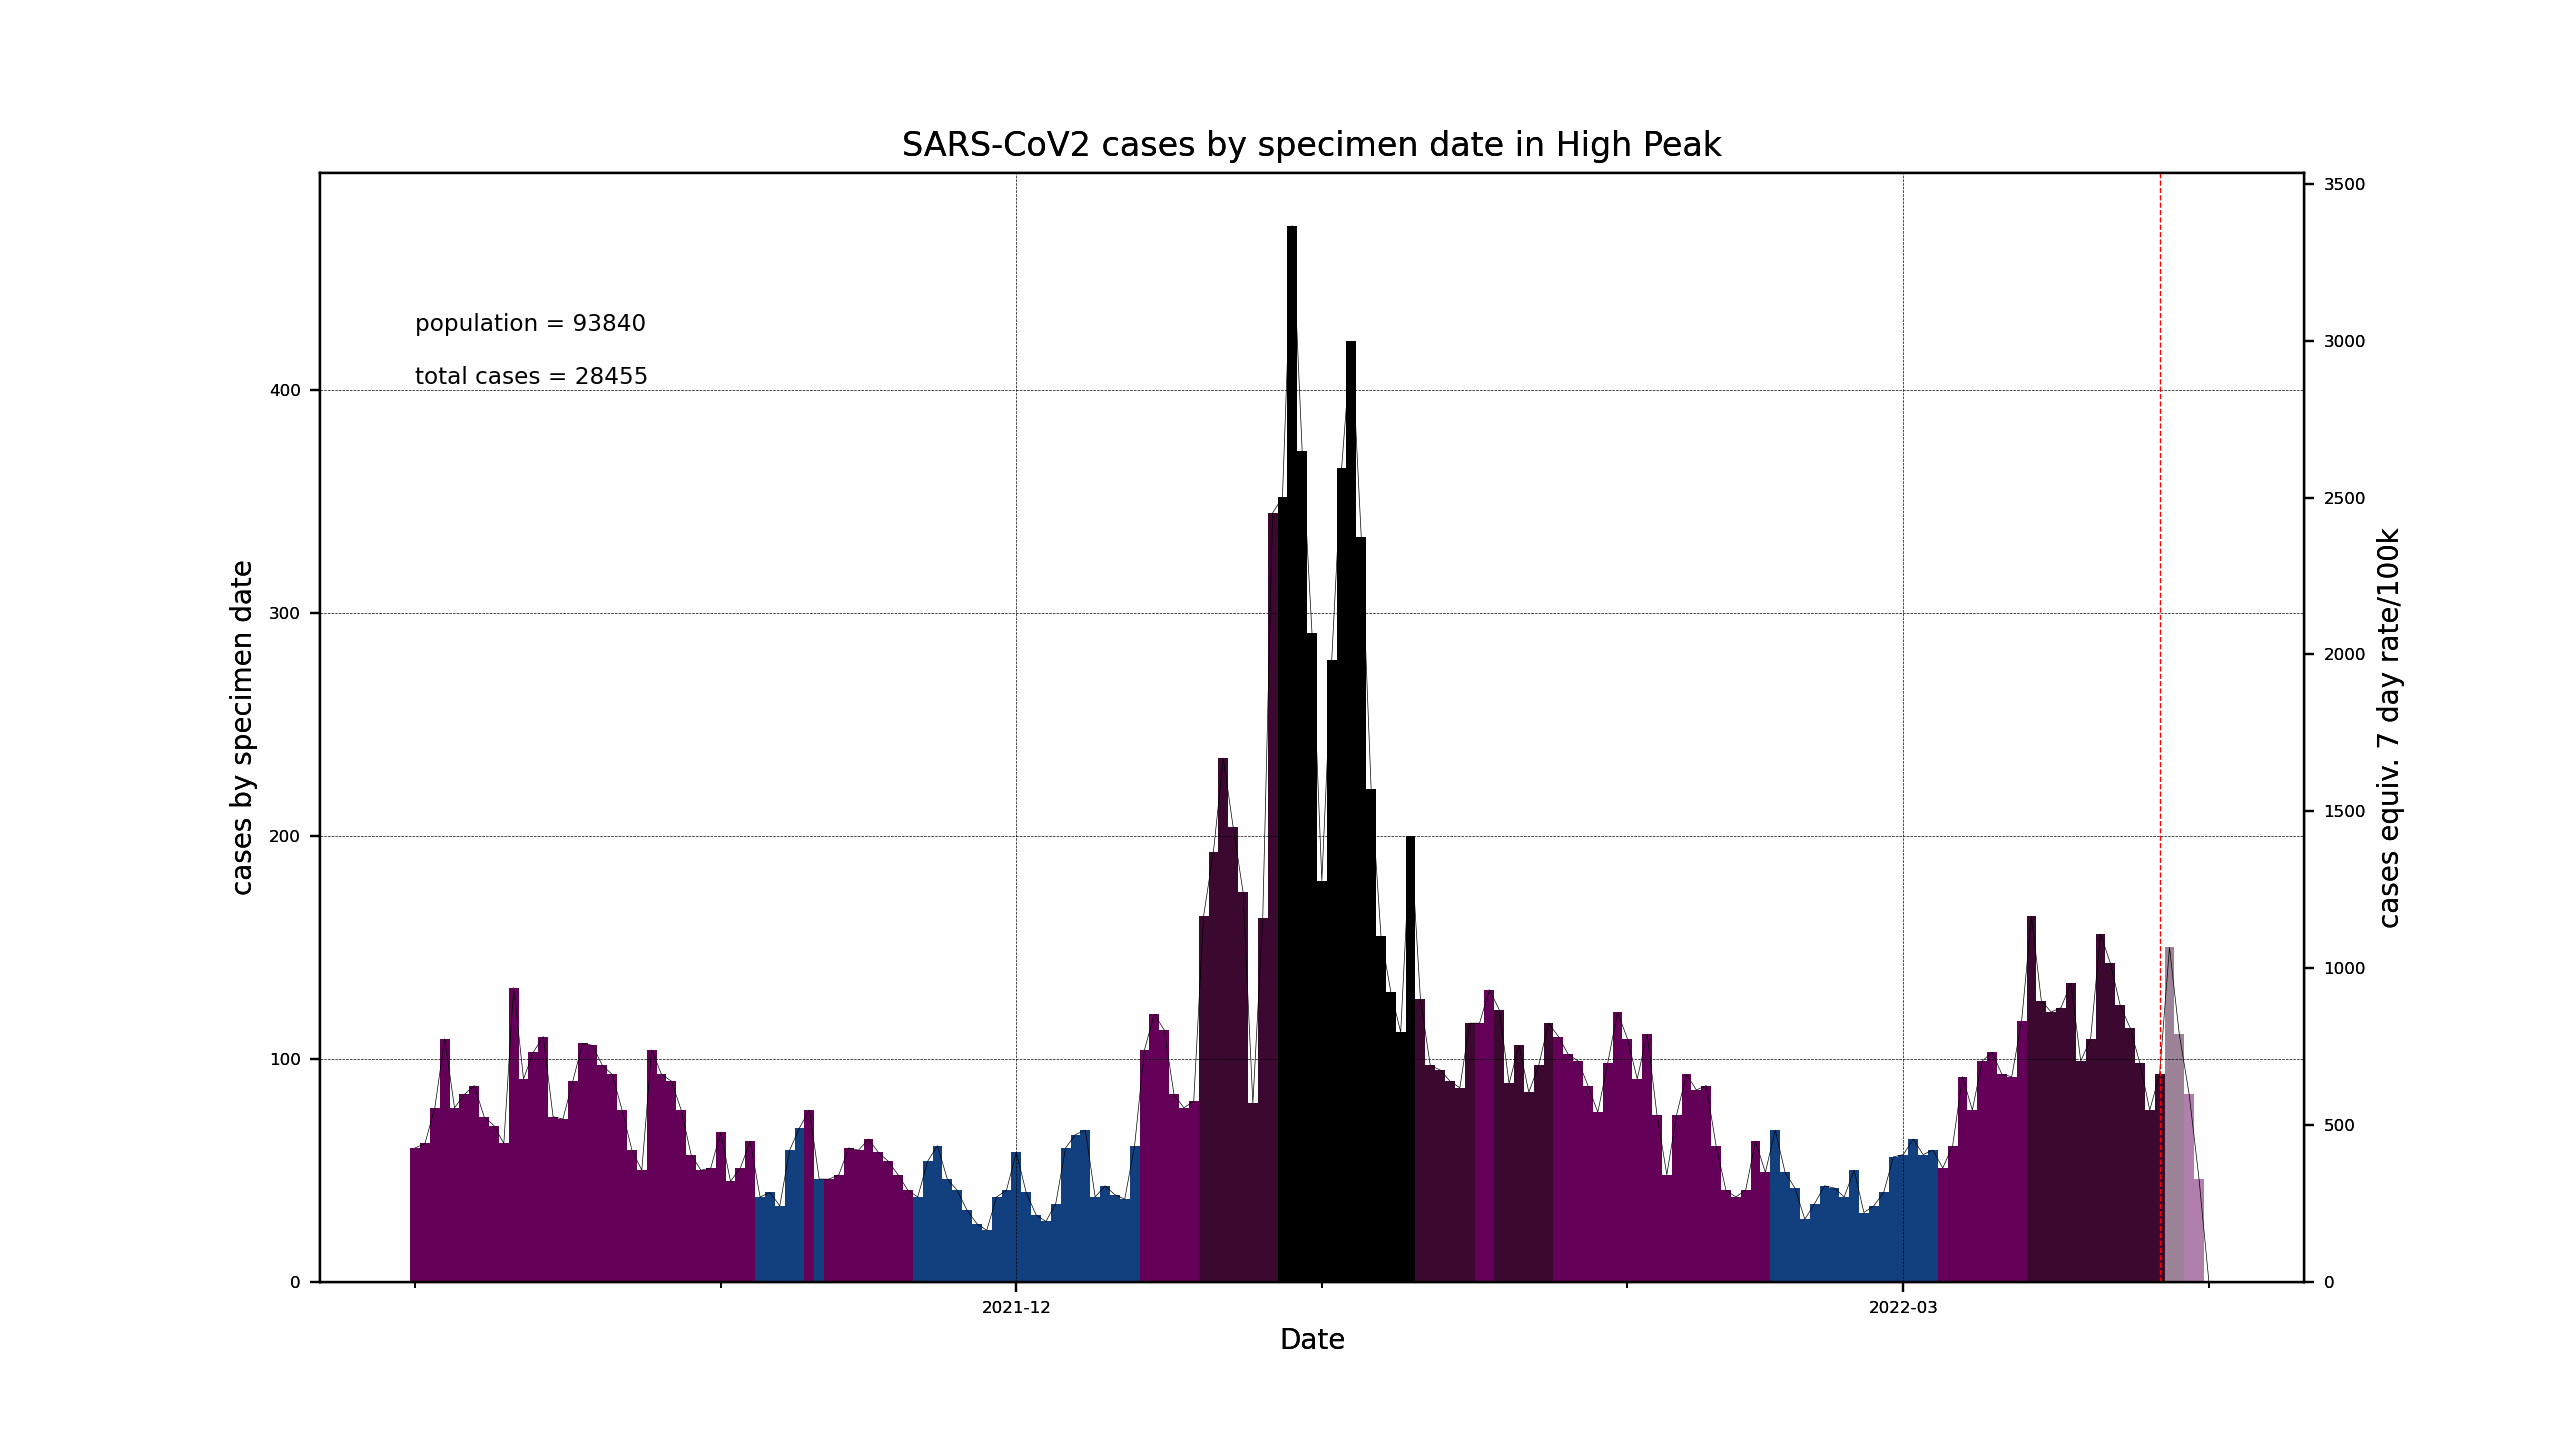 SARS-CoV2 cases by specimen date in High Peak
population = 93840
total cases = 28455
cases by specimen date
400
300
200
100
0
3500
3000
2500
2000
1500
1000
500
0
cases equiv. 7 day rate/100k
2021-12
2022-03
Date